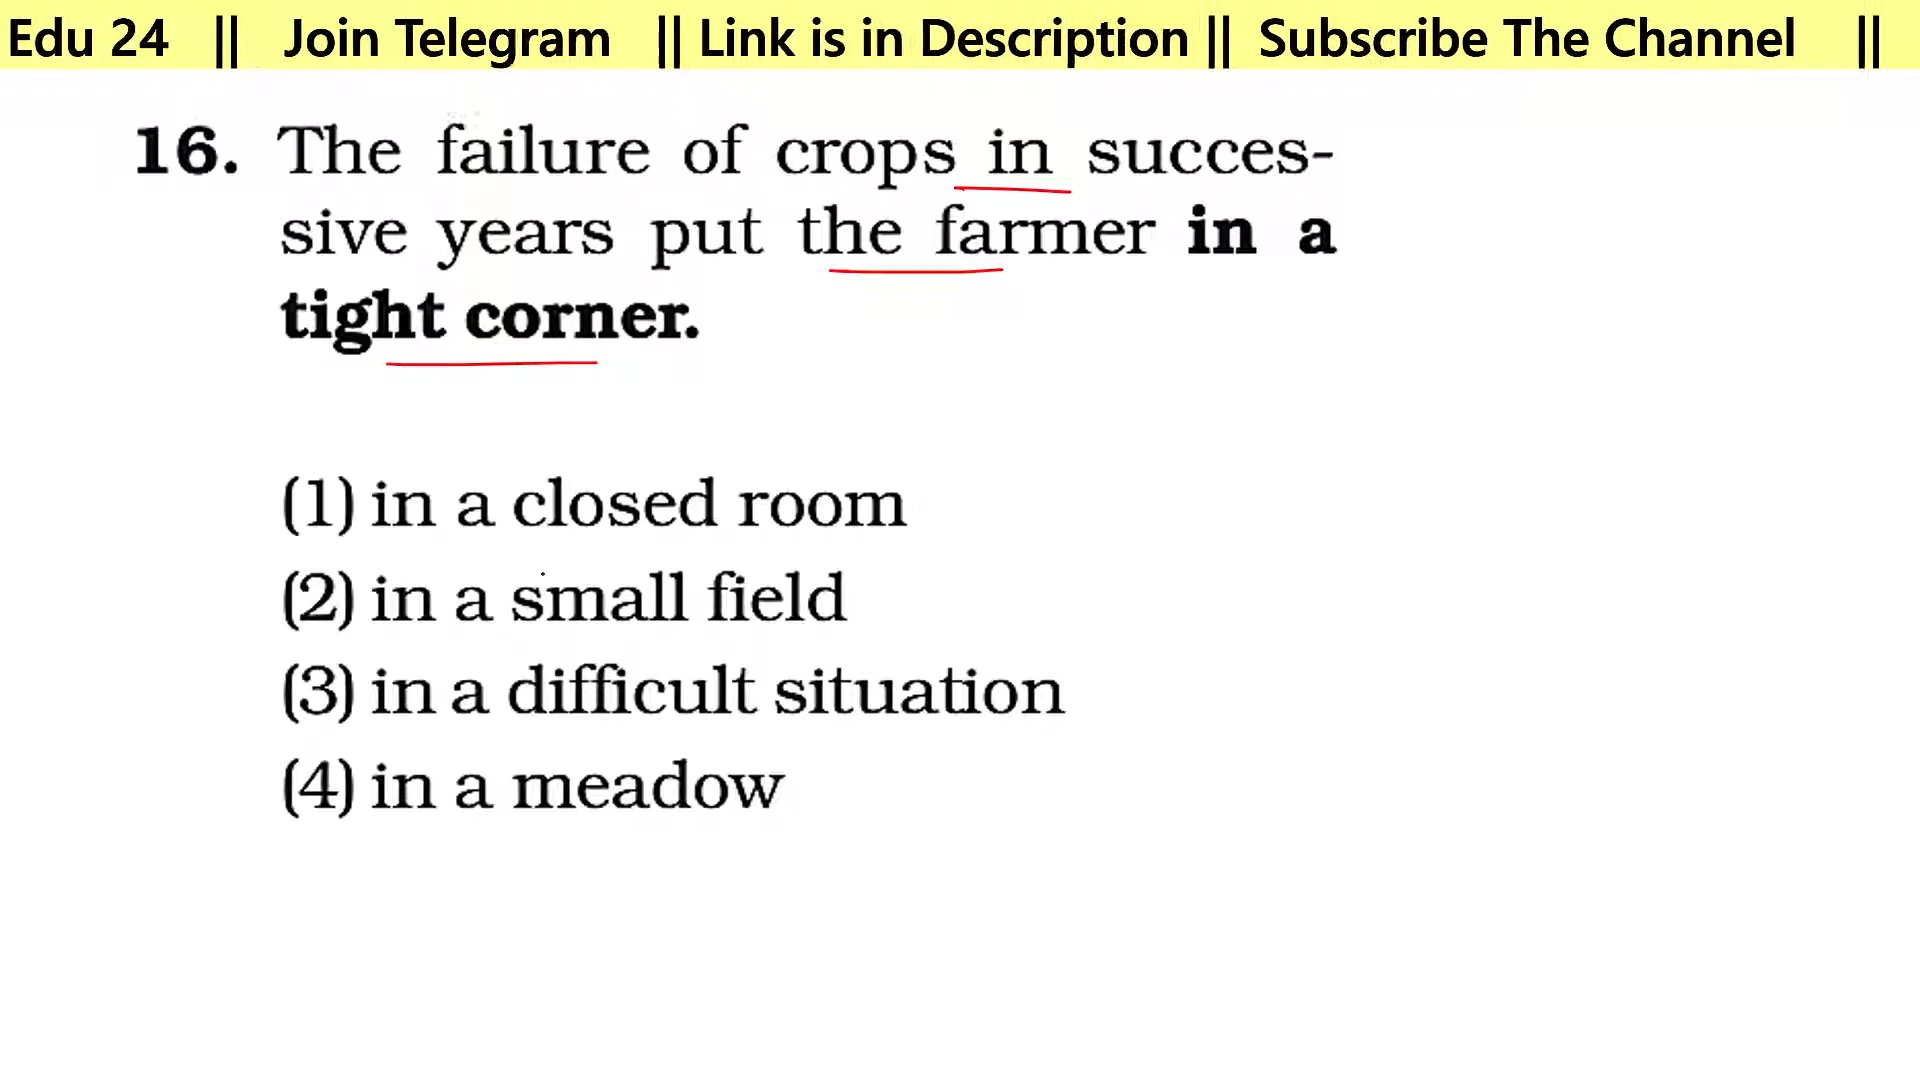 Edu 24 || Join Telegram || Link is in Description || Subscribe The Channel ||
16. The failure of crops in succes-
sive years put the farmer in a
tight corner.
(1) in a closed room
(2) in a small field
(3) in a difficult situation
(4) in a meadow